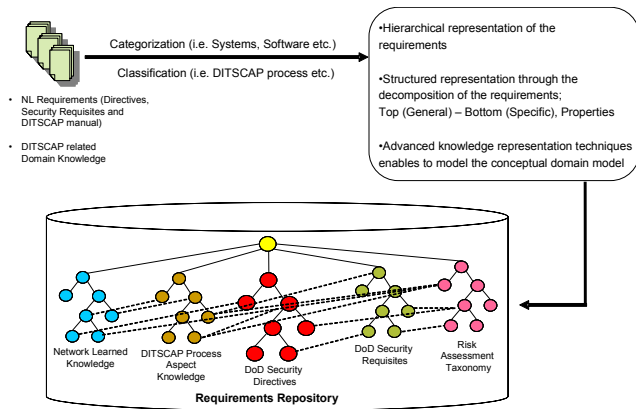 Categorization (i.e. Systems, Software etc.)
Classification (i.e. DITSCAP process etc.)
• NL Requirements (Directives,
Security Requisites and
DITSCAP manual)
• DITSCAP related
Domain Knowledge
•Hierarchical representation of the
requirements
•Structured representation through the
decomposition of the requirements;
Top (General) – Bottom (Specific), Properties
•Advanced knowledge representation techniques
enables to model the conceptual domain model
Network Learned
Knowledge
DITSCAP Process
Aspect
Knowledge
DoD Security
Directives
DoD Security
Requisites
Risk
Assessment
Taxonomy
Requirements Repository